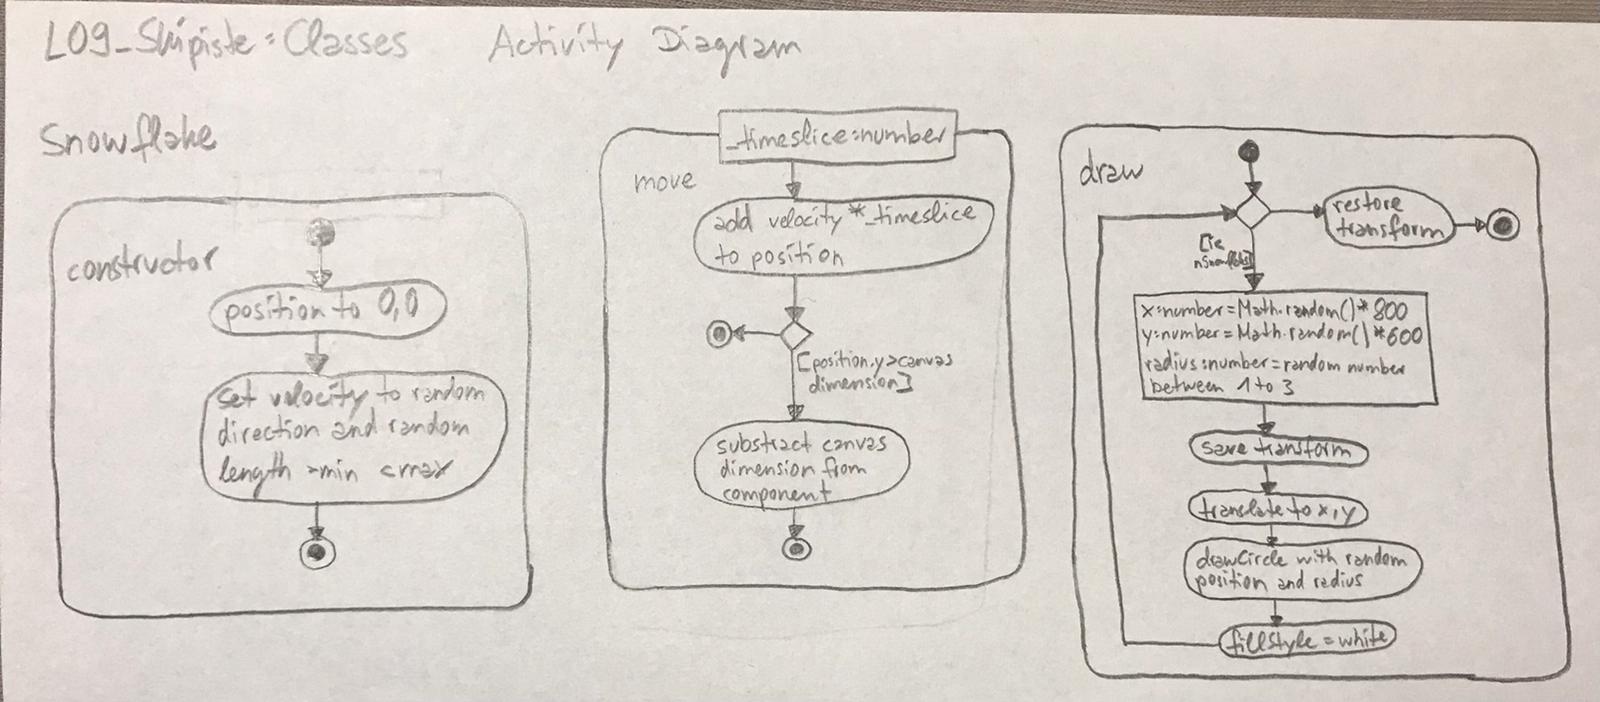 L09_Skipiste: Classes Activity Diagram
Snowflake
constructor
position to 0,0
set velocity to random
direction and random
length >min <max
_timeslice:number
move
add velocity *_timeslice
to position
[position.y>canvas
dimension]
substract canvas
dimension from
component
draw
restore
transform
x:number=Math.random()*800
y:number=Math.random()*600
radius:number=random number
between 1 to 3
save transform
translate to x,y
drawCircle with random
position and radius
fillStyle=white